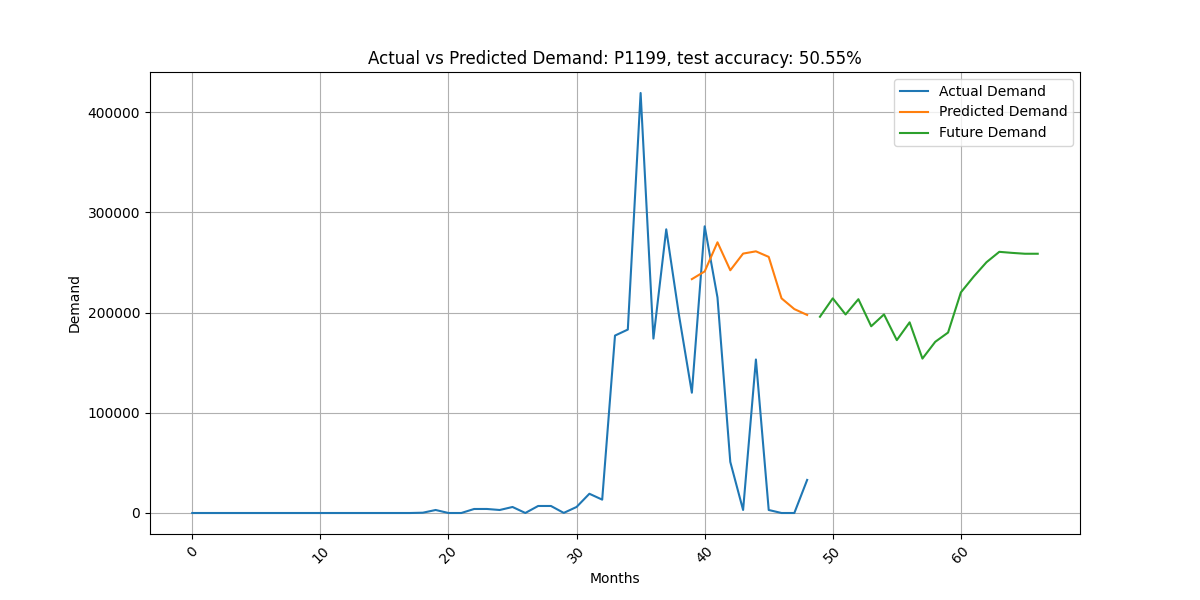 Actual vs Predicted Demand: P1199, test accuracy: 50.55%
Actual Demand
Predicted Demand
Future Demand
400000
300000
200000
100000
0
Demand
0 10 20 30 40 50 60
Months